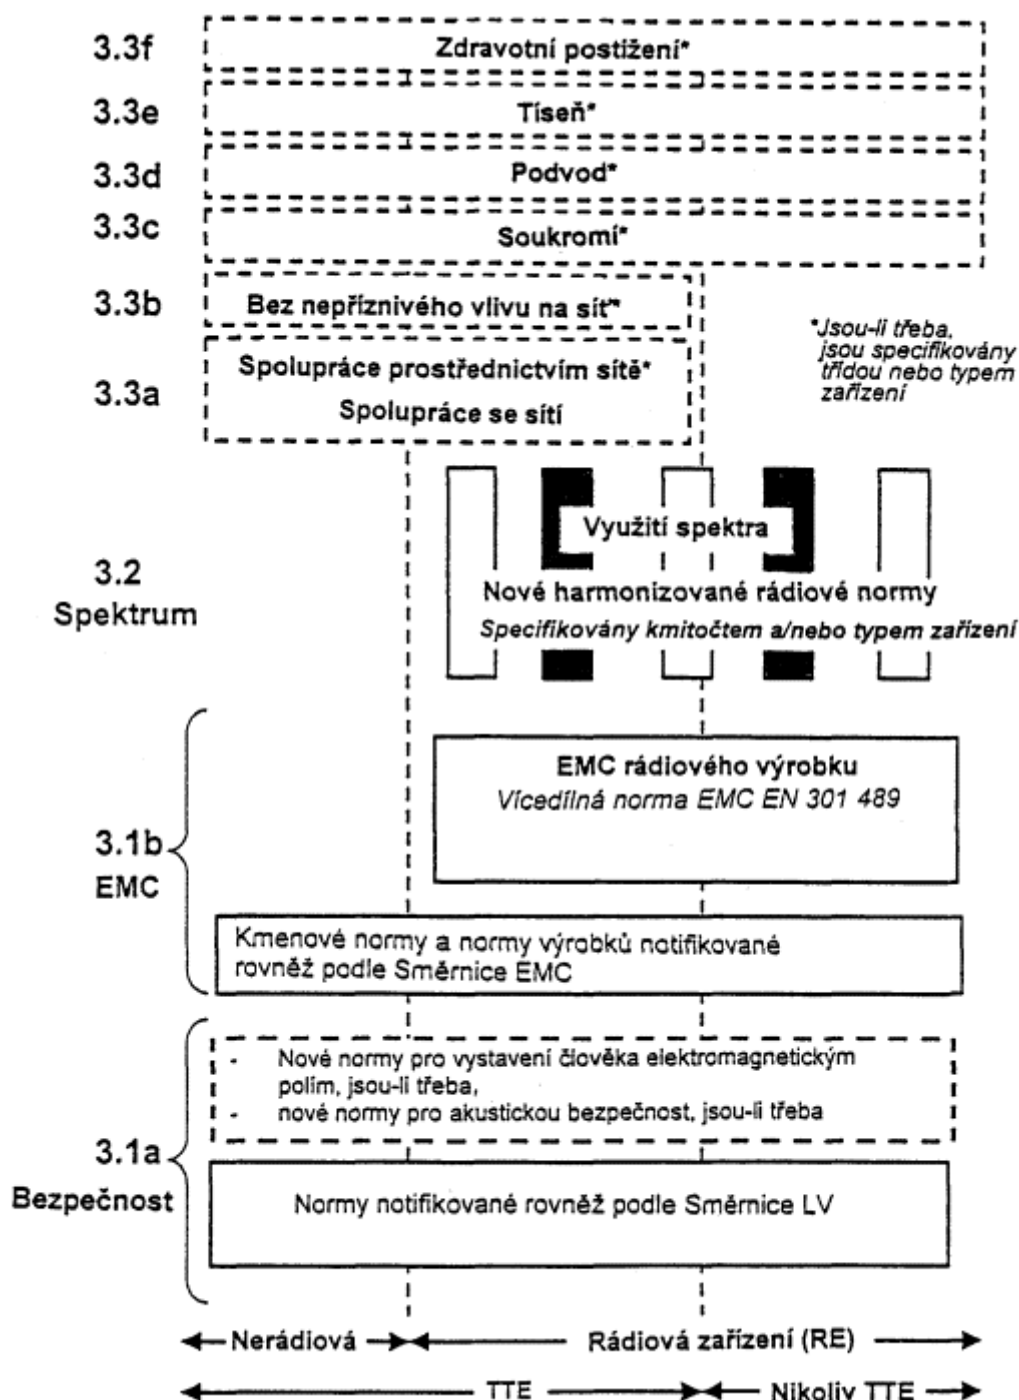 3.3f
Zdravotní postižení*
3.3e
Tíseň*
3.3d
Podvod*
3.3c
Soukromí*
3.3b
Bez nepříznivého vlivu na síť*
*Jsou-li třeba,
jsou specifikovány
třídou nebo typem
zařízení
3.3a
Spolupráce prostřednictvím sítě*
Spolupráce se sítí
Využití spektra
3.2
Spektrum
Nové harmonizované rádiové normy
Specifikovány kmitočtem a/nebo typem zařízení
EMC rádiového výrobku
Vícedílná norma EMC EN 301 489
3.1b
EMC
Kmenové normy a normy výrobků notifikované
rovněž podle Směrnice EMC
- Nové normy pro vystavení člověka elektromagnetickým
polím, jsou-li třeba,
- nové normy pro akustickou bezpečnost, jsou-li třeba
3.1a
Bezpečnost
Normy notifikované rovněž podle Směrnice LV
Nerádiová
Rádiová zařízení (RE)
TTE
Nikoliv TTE